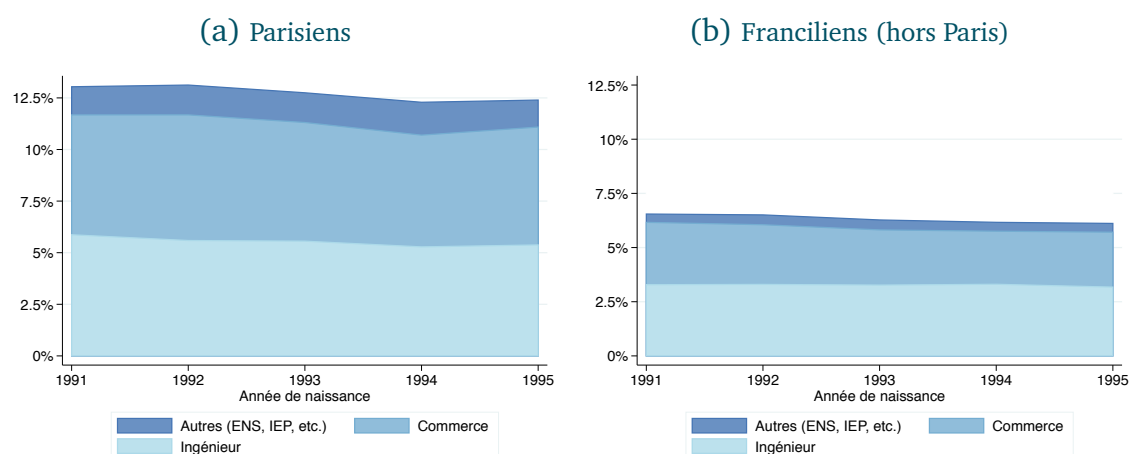 (a) Parisiens
12.5%
10%
7.5%
5%
2.5%
0%
1991 1992 1993 1994 1995
Année de naissance
Autres (ENS, IEP, etc.) Commerce
Ingénieur
(b) Franciliens (hors Paris)
12.5%
10%
7.5%
5%
2.5%
0%
1991 1992 1993 1994 1995
Année de naissance
Autres (ENS, IEP, etc.) Commerce
Ingénieur